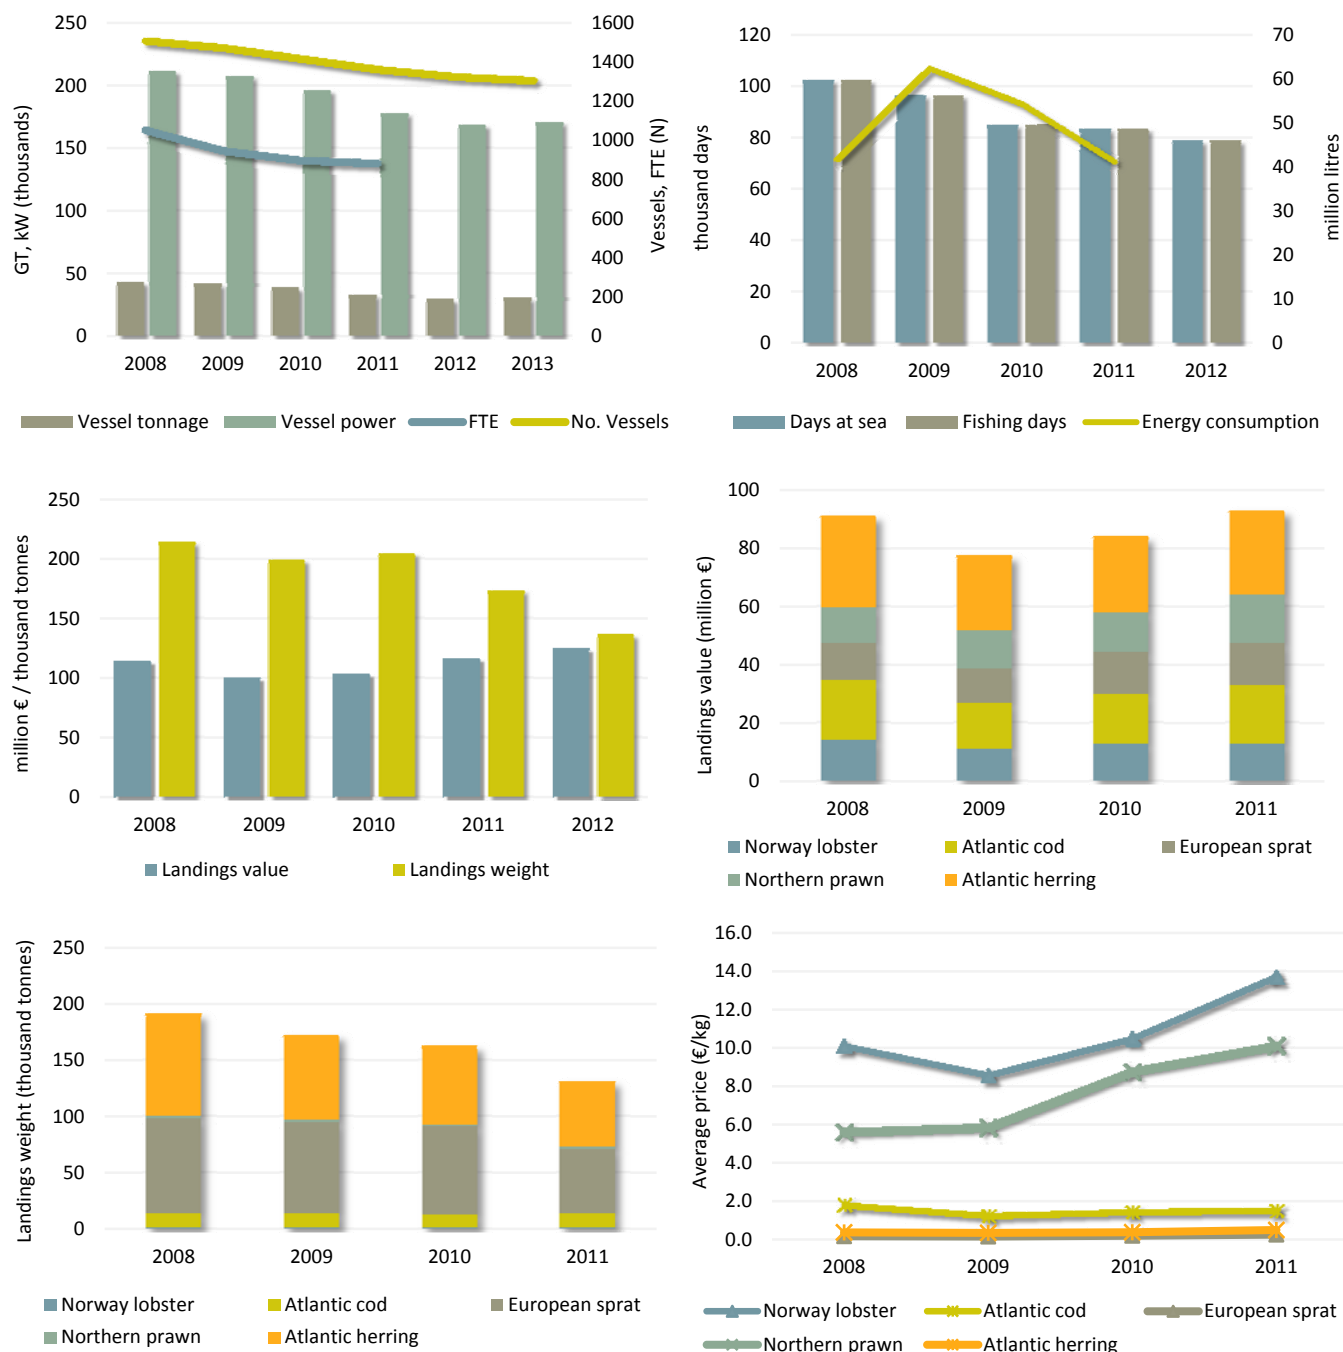 GT, kW (thousands)
250
200
150
100
50
0
1600
1400
1200
1000
800
600
400
200
0
Vessels, FTE (N)
2008 2009 2010 2011 2012 2013
Vessel tonnage Vessel power FTE No. Vessels
thousand days
120
100
80
60
40
20
0
70
60
50
40
30
20
10
0
million litres
2008 2009 2010 2011 2012
Days at sea Fishing days Energy consumption
million € / thousand tonnes
250
200
150
100
50
0
2008 2009 2010 2011 2012
Landings value Landings weight
Landings value (million €)
100
80
60
40
20
0
2008 2009 2010 2011
Norway lobster Atlantic cod European sprat
Northern prawn Atlantic herring
Landings weight (thousand tonnes)
250
200
150
100
50
0
2008 2009 2010 2011
Norway lobster Atlantic cod European sprat
Northern prawn Atlantic herring
Average price (€/kg)
16.0
14.0
12.0
10.0
8.0
6.0
4.0
2.0
0.0
2008 2009 2010 2011
Norway lobster Atlantic cod European sprat
Northern prawn Atlantic herring